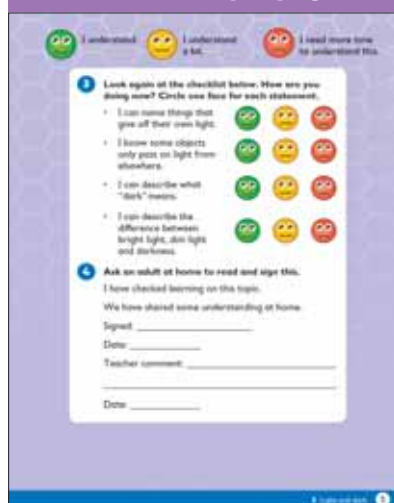 I understand.
I understand
a bit.
I need more time
to understand this.
3 Look again at the checklist below. How are you
doing now? Circle one face for each statement.
• I can name things that
give off their own light.
• I know some objects
only pass on light from
elsewhere.
• I can describe what
"dark" means.
• I can describe the
difference between
bright light, dim light
and darkness.
4 Ask an adult at home to read and sign this.
I have checked learning on this topic.
We have shared some understanding at home.
Signed:
Date:
Teacher comment:
Date: